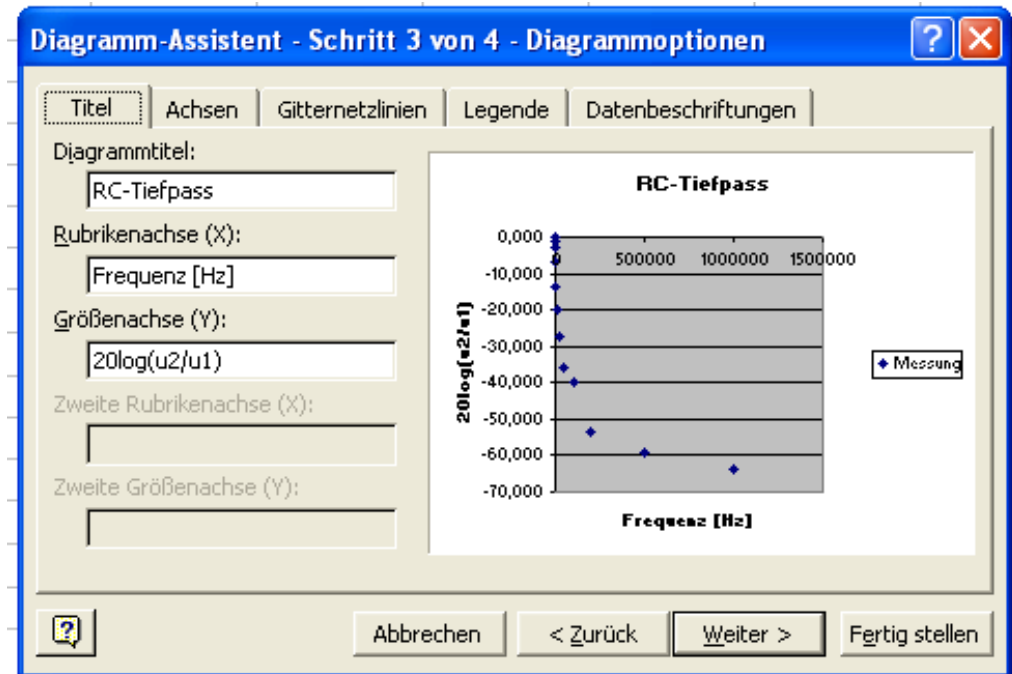 Diagramm-Assistent - Schritt 3 von 4 - Diagrammoptionen
Titel Achsen Gitternetzlinien Legende Datenbeschriftungen
Diagrammtitel:
RC-Tiefpass
Rubrikenachse (X):
Frequenz [Hz]
Größenachse (Y):
20log(u2/u1)
Zweite Rubrikenachse (X):
Zweite Größenachse (Y):
RC-Tiefpass
0,000
0 500000 1000000 1500000
-10,000
-20,000
-30,000
-40,000
-50,000
-60,000
-70,000
20log(u2/u1)
Frequenz [Hz]
Messung
Abbrechen < Zurück Weiter > Fertig stellen